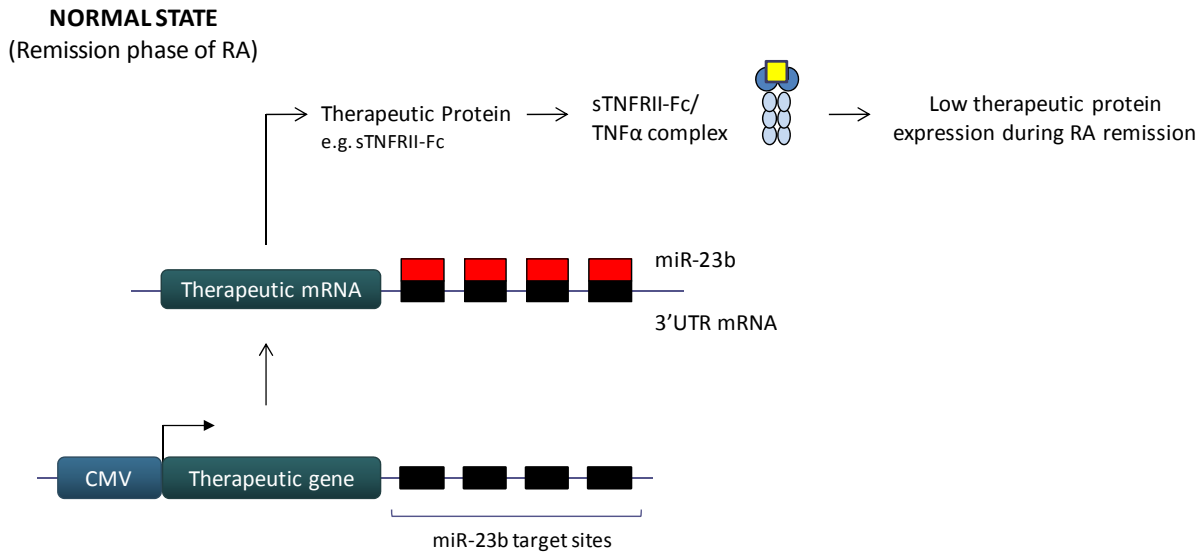 NORMAL STATE
(Remission phase of RA)
Therapeutic Protein
e.g. sTNFRII-Fc
sTNFRII-Fc/
TNFα complex
Low therapeutic protein
expression during RA remission
Therapeutic mRNA
miR-23b
3’UTR mRNA
CMV
Therapeutic gene
miR-23b target sites